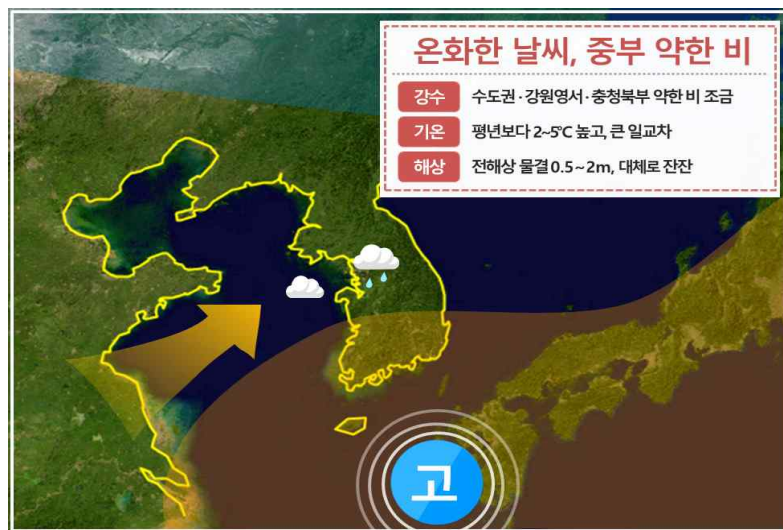 온화한 날씨, 중부 약한 비
강수 수도권·강원영서·충청북부 약한 비 조금
기온 평년보다 2~5℃ 높고, 큰 일교차
해상 전해상 물결 0.5~2m, 대체로 잔잔
고